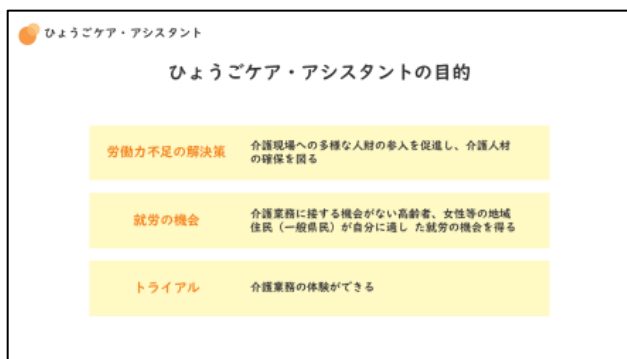 ひょうごケア・アシスタント
ひょうごケア・アシスタントの目的
労働力不足の解決策
介護現場への多様な人財の参入を促進し、介護人材
の確保を図る
就労の機会
介護業務に接する機会がない高齢者、女性等の地域
住民（一般県民）が自分に適し た就労の機会を得る
トライアル
介護業務の体験ができる